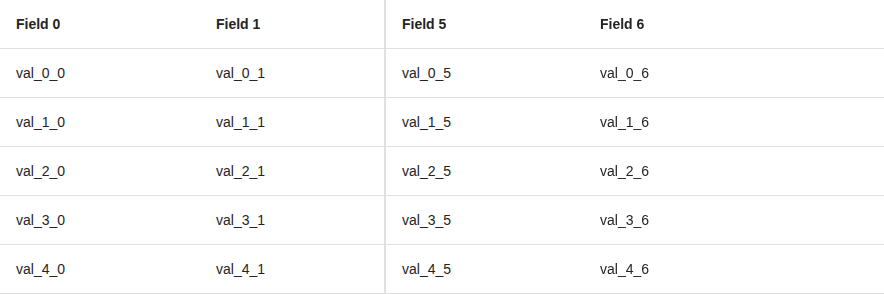 Field 0 Field 1 Field 5 Field 6
val_0_0 val_0_1 val_0_5 val_0_6
val_1_0 val_1_1 val_1_5 val_1_6
val_2_0 val_2_1 val_2_5 val_2_6
val_3_0 val_3_1 val_3_5 val_3_6
val_4_0 val_4_1 val_4_5 val_4_6